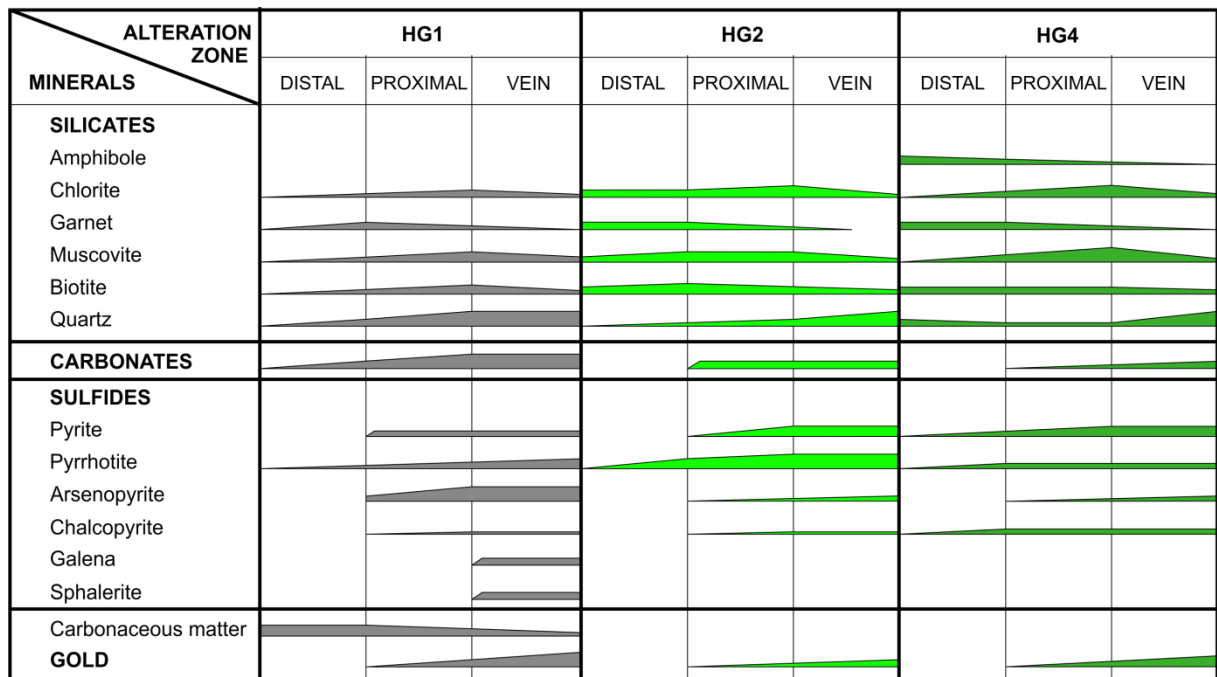 ALTERATION ZONE
HG1 HG2 HG4
MINERALS
DISTAL PROXIMAL VEIN DISTAL PROXIMAL VEIN DISTAL PROXIMAL VEIN
SILICATES
Amphibole
Chlorite
Garnet
Muscovite
Biotite
Quartz
CARBONATES
SULFIDES
Pyrite
Pyrrhotite
Arsenopyrite
Chalcopyrite
Galena
Sphalerite
Carbonaceous matter
GOLD